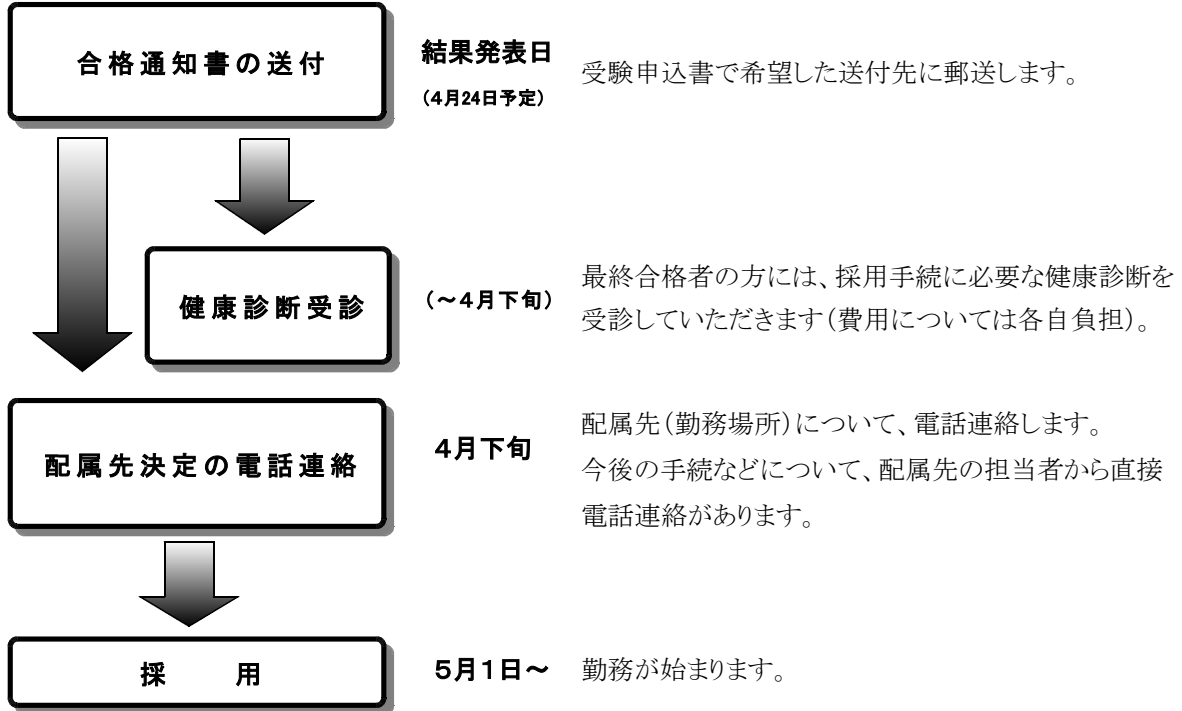 合格通知書の送付
結果発表日
（４月24日予定）
受験申込書で希望した送付先に郵送します。
健康診断受診
（～４月下旬）
最終合格者の方には、採用手続に必要な健康診断を
受診していただきます（費用については各自負担）。
配属先決定の電話連絡
４月下旬
配属先（勤務場所）について、電話連絡します。
今後の手続などについて、配属先の担当者から直接
電話連絡があります。
採　　用
５月１日～
勤務が始まります。